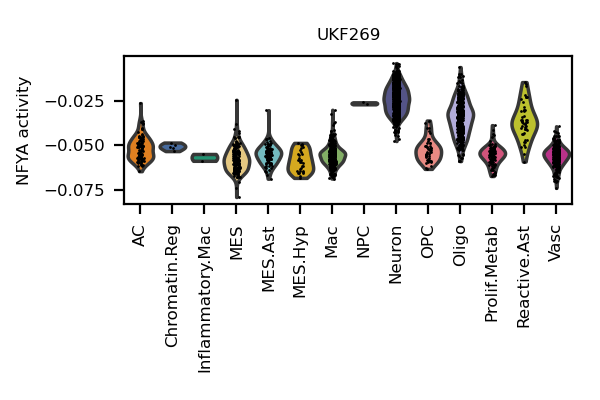 UKF269
NFYA activity
−0.025
−0.050
−0.075
AC
Chromatin.Reg
Inflammatory.Mac
MES
MES.Ast
MES.Hyp
Mac
NPC
Neuron
OPC
Oligo
Prolif.Metab
Reactive.Ast
Vasc